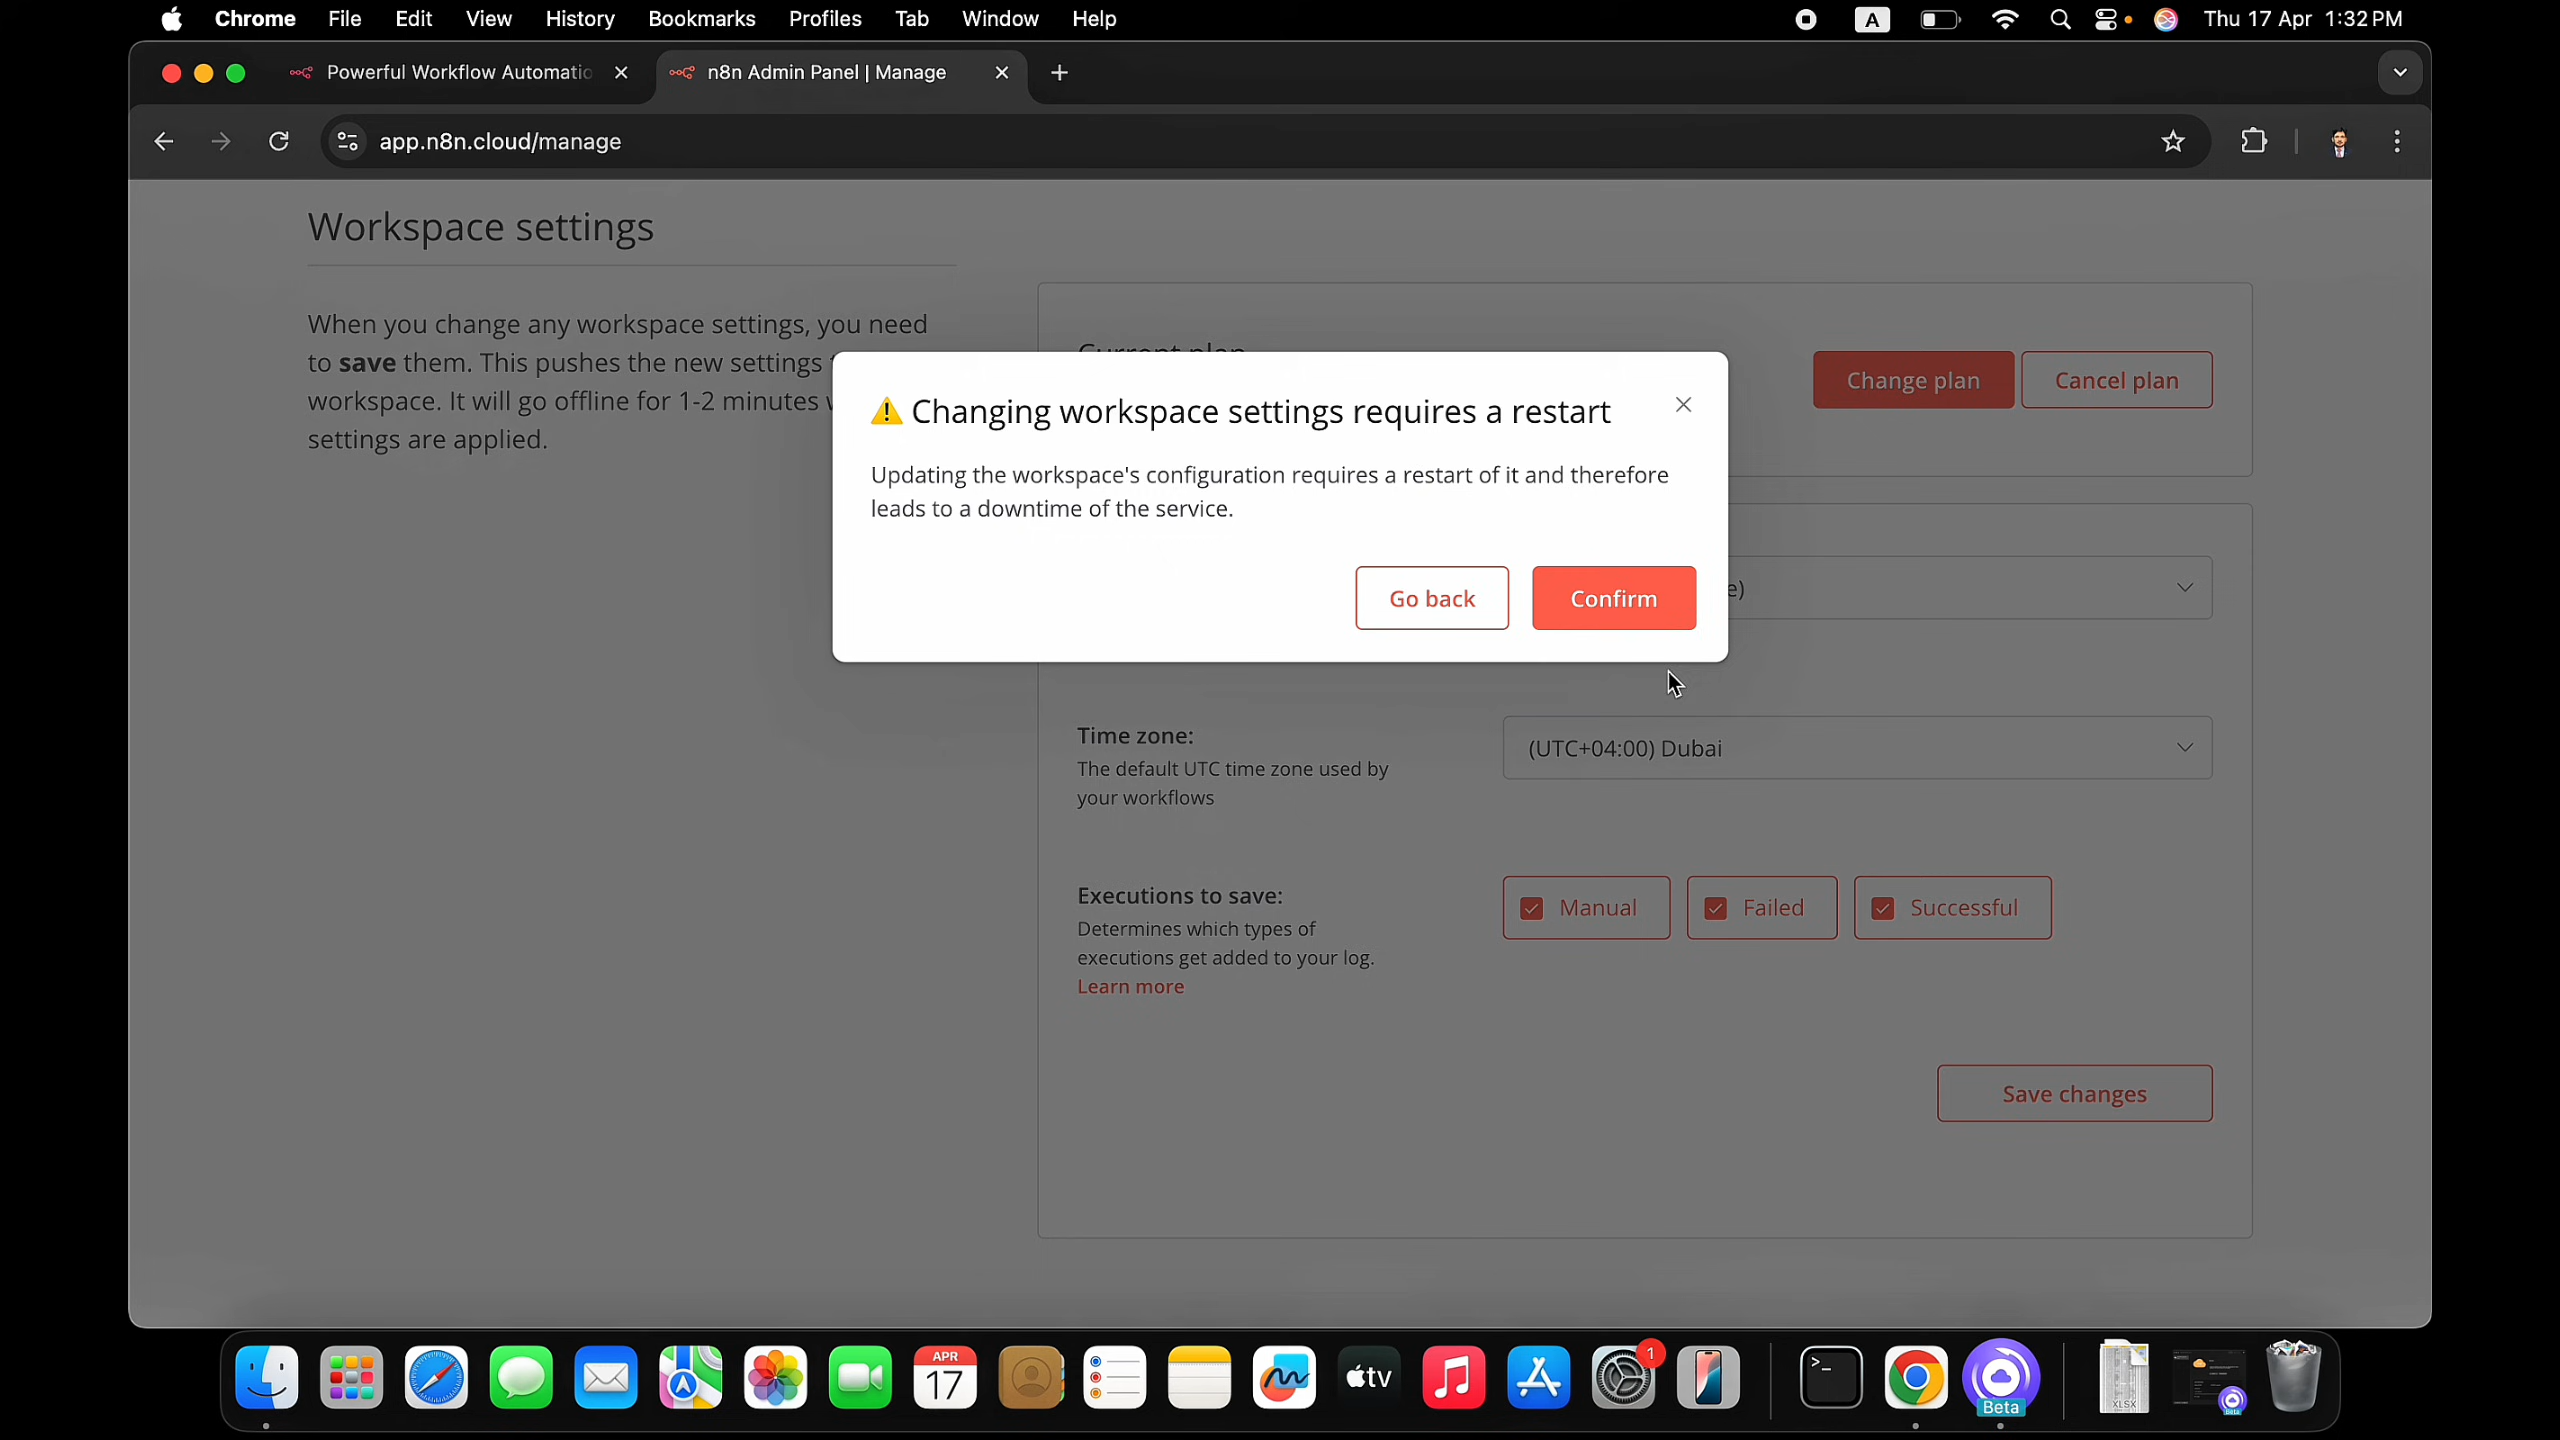 Chrome File Edit View History Bookmarks Profiles Tab Window Help A Thu 17 Apr 1:32 PM
Powerful Workflow Automatic n8n Admin Panel | Manage
app.n8n.cloud/manage
Workspace settings
When you change any workspace settings, you need
to save them. This pushes the new settings
workspace. It will go offline for 1-2 minutes
settings are applied.
Current plan
Change plan
Cancel plan
⚠ Changing workspace settings requires a restart
Updating the workspace's configuration requires a restart of it and therefore
leads to a downtime of the service.
Go back
Confirm
e)
Time zone:
The default UTC time zone used by
your workflows
(UTC+04:00) Dubai
Executions to save:
Determines which types of
executions get added to your log.
Learn more
Manual
Failed
Successful
Save changes
APR
17
tv
1
>_
Beta
XLSX